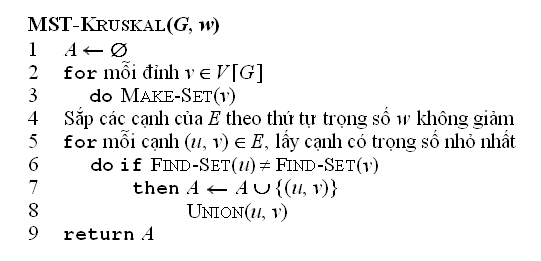 MST-KRUSKAL(G, w)
1 A ← ∅
2 for mỗi đỉnh v ∈ V[G]
3 do MAKE-SET(v)
4 Sắp các cạnh của E theo thứ tự trọng số w không giảm
5 for mỗi cạnh (u, v) ∈ E, lấy cạnh có trọng số nhỏ nhất
6 do if FIND-SET(u) ≠ FIND-SET(v)
7 then A ← A ∪ {(u, v)}
8 UNION(u, v)
9 return A